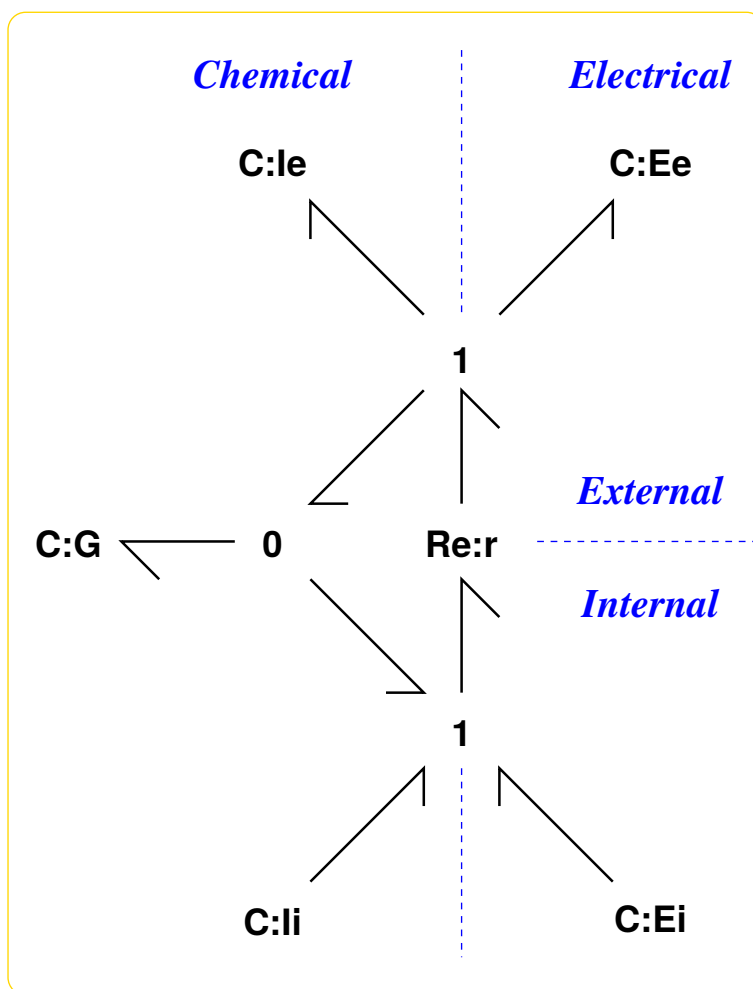 Chemical
Electrical
C:Ie
C:Ee
1
External
C:G
0
Re:r
Internal
1
C:Ii
C:Ei